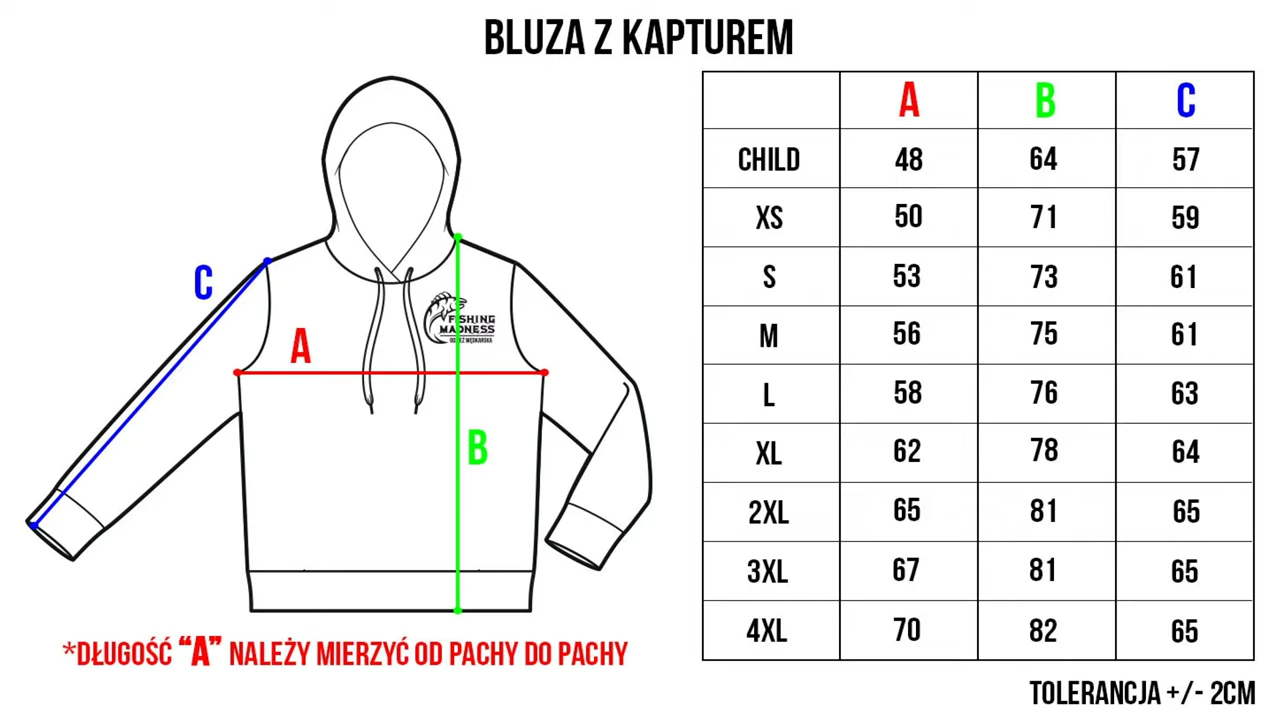 BLUZA Z KAPTUREM
A B C
CHILD 48 64 57
XS 50 71 59
S 53 73 61
M 56 75 61
L 58 76 63
XL 62 78 64
2XL 65 81 65
3XL 67 81 65
4XL 70 82 65
C
A
B
FISHING
MADNESS
WĘDKARSKA
*DŁUGOŚĆ “A” NALEŻY MIERZYĆ OD PACHY DO PACHY
TOLERANCJA +/- 2CM